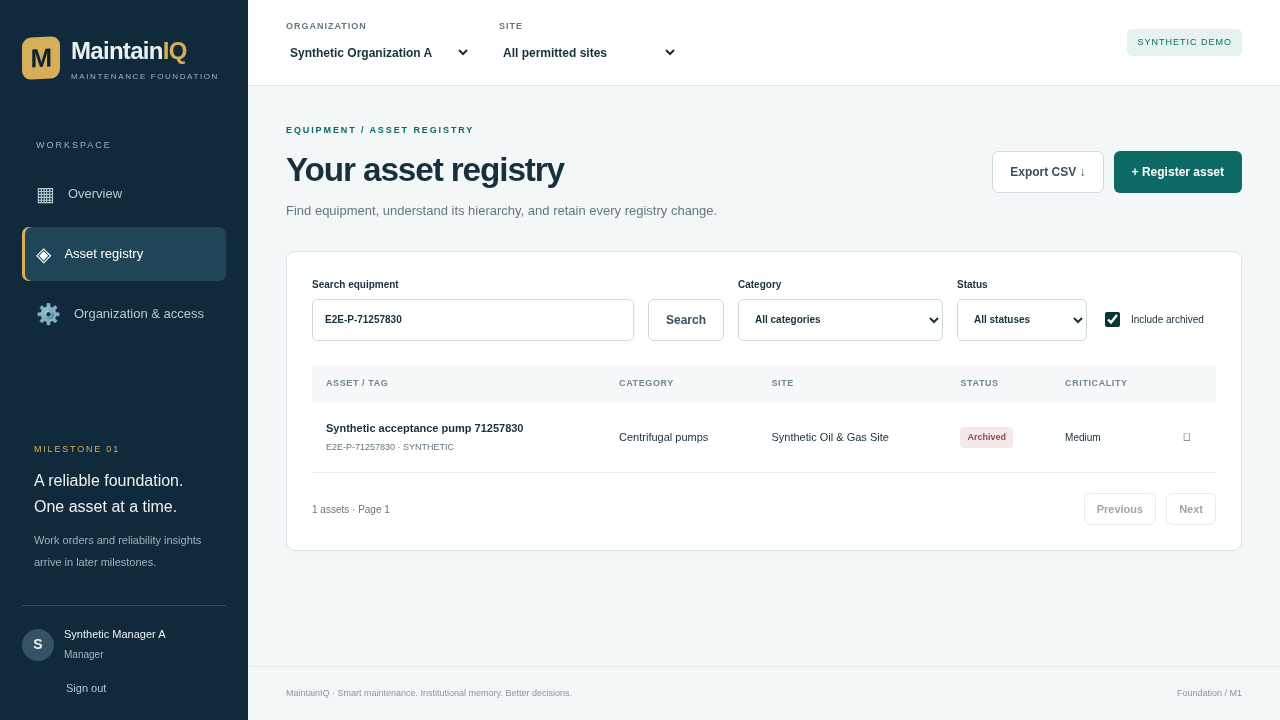 M MaintainIQ
MAINTENANCE FOUNDATION
WORKSPACE
Overview
Asset registry
Organization & access
MILESTONE 01
A reliable foundation.
One asset at a time.
Work orders and reliability insights
arrive in later milestones.
S
Synthetic Manager A
Manager
Sign out
ORGANIZATION
Synthetic Organization A
SITE
All permitted sites
SYNTHETIC DEMO
EQUIPMENT / ASSET REGISTRY
Your asset registry
Find equipment, understand its hierarchy, and retain every registry change.
Export CSV ↓
+ Register asset
Search equipment
E2E-P-71257830
Search
Category
All categories
Status
All statuses
Include archived
ASSET / TAG CATEGORY SITE STATUS CRITICALITY
Synthetic acceptance pump 71257830
E2E-P-71257830 · SYNTHETIC
Centrifugal pumps
Synthetic Oil & Gas Site
Archived
Medium
1 assets · Page 1
Previous
Next
MaintainIQ · Smart maintenance. Institutional memory. Better decisions.
Foundation / M1